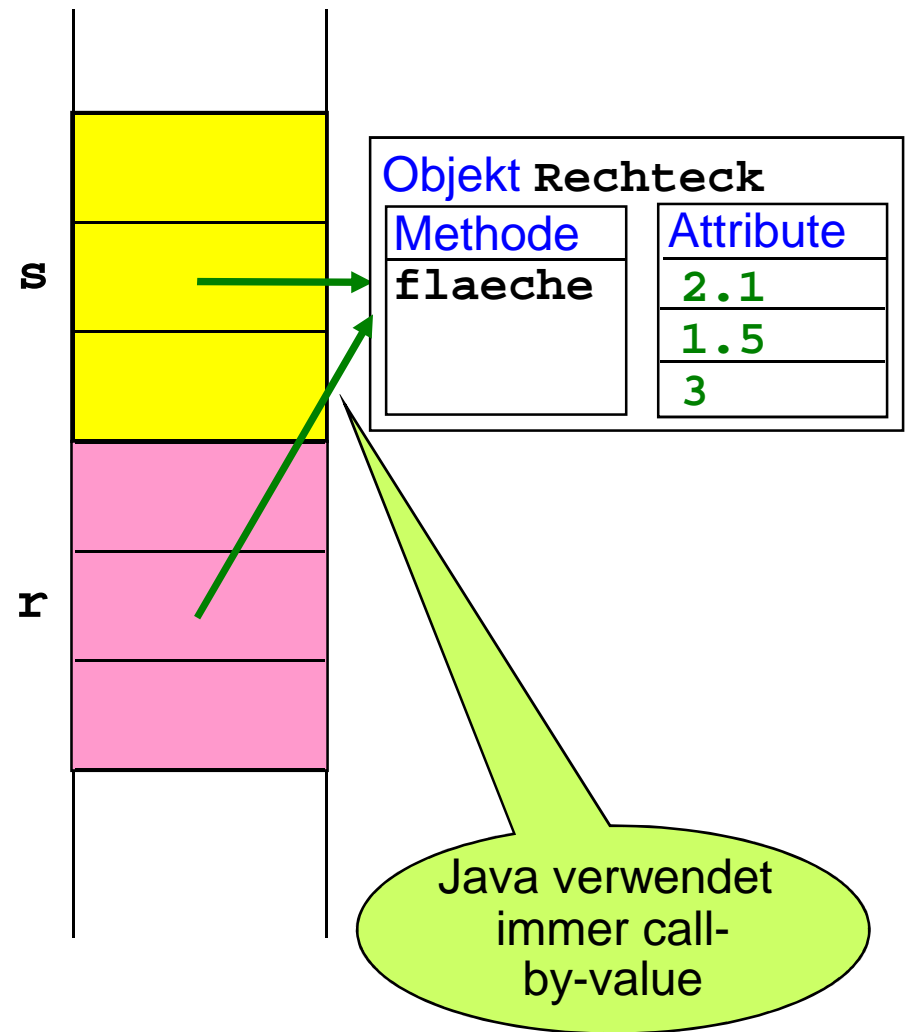 Objekt Rechteck
Methode
Attribute
s
flaeche
2.1
1.5
3
r
Java verwendet
immer call-
by-value